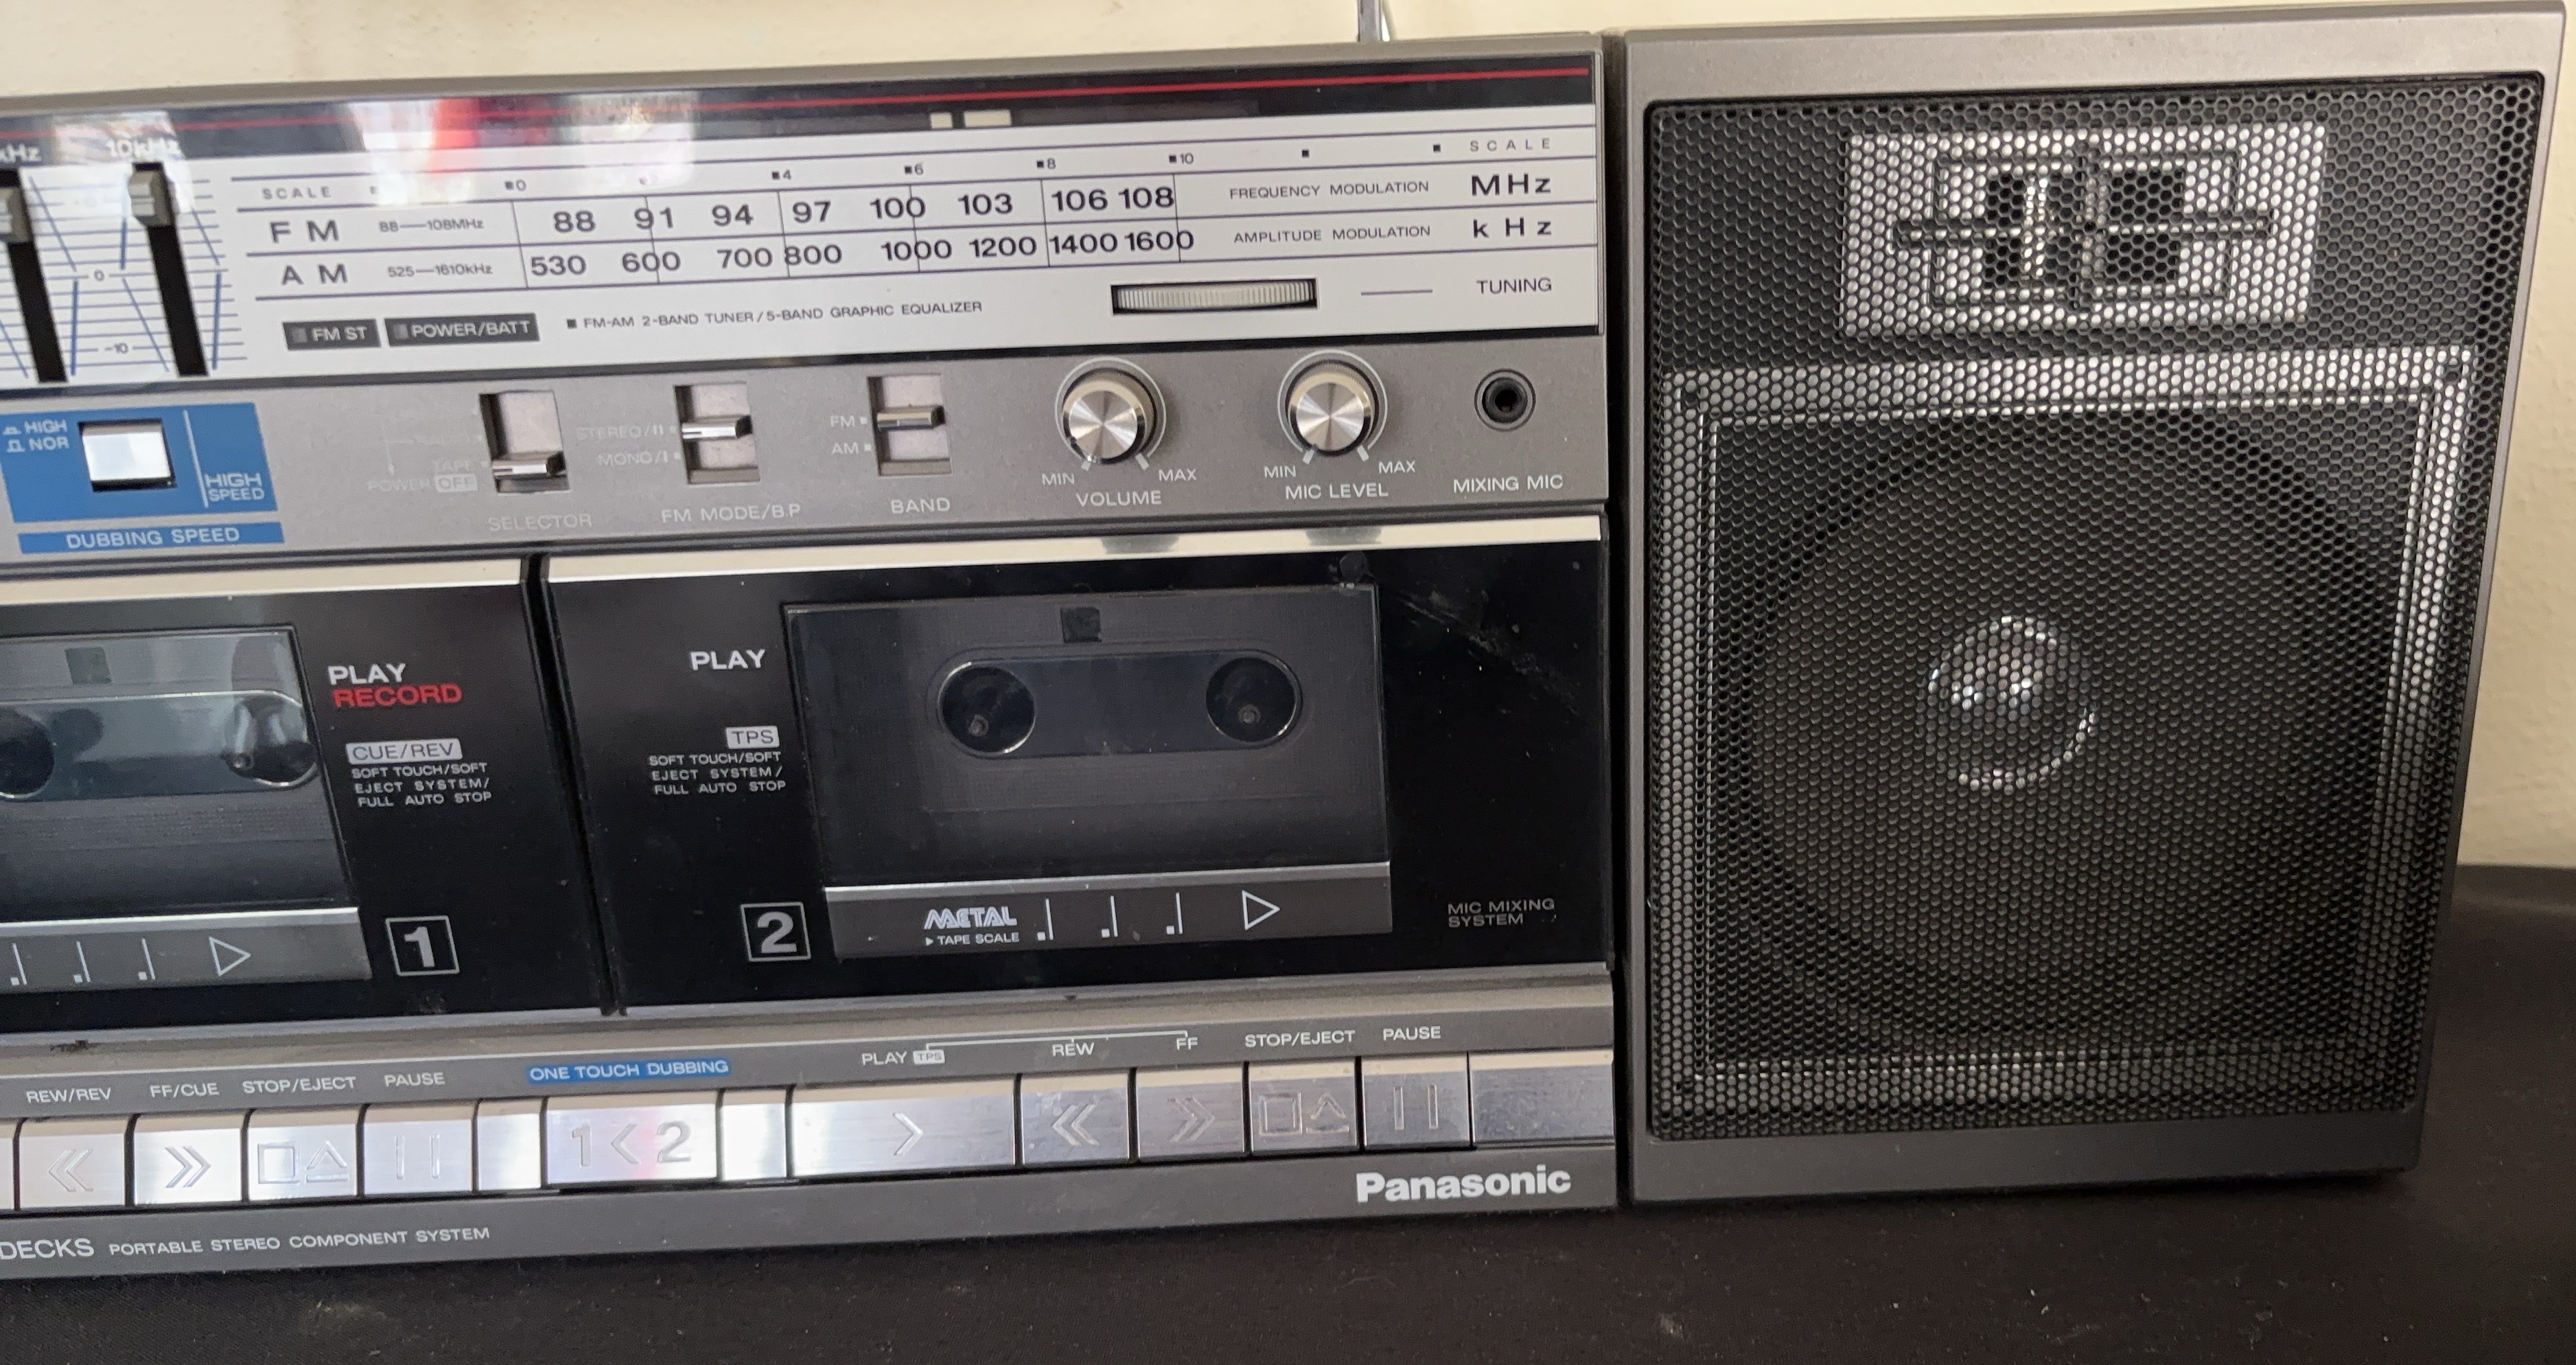 10kHz
0
-10
SCALE 0 4 6 8 10 SCALE
FM 88—108MHz 88 91 94 97 100 103 106 108 FREQUENCY MODULATION MHz
AM 525—1610kHz 530 600 700 800 1000 1200 1400 1600 AMPLITUDE MODULATION kHz
FM ST POWER/BATT ■ FM-AM 2-BAND TUNER/5-BAND GRAPHIC EQUALIZER
TUNING
HIGH
NOR
HIGH
SPEED
DUBBING SPEED
TAPE
POWER OFF
SELECTOR
STEREO/II
MONO/I
FM MODE/B.P
FM
AM
BAND
MIN MAX
VOLUME
MIN MAX
MIC LEVEL
MIXING MIC
PLAY
RECORD
CUE/REV
SOFT TOUCH/SOFT
EJECT SYSTEM/
FULL AUTO STOP
1
PLAY
TPS
SOFT TOUCH/SOFT
EJECT SYSTEM/
FULL AUTO STOP
2
METAL
▶ TAPE SCALE
MIC MIXING
SYSTEM
REW/REV FF/CUE STOP/EJECT PAUSE ONE TOUCH DUBBING PLAY TPS REW FF STOP/EJECT PAUSE
1<2
Panasonic
DECKS PORTABLE STEREO COMPONENT SYSTEM